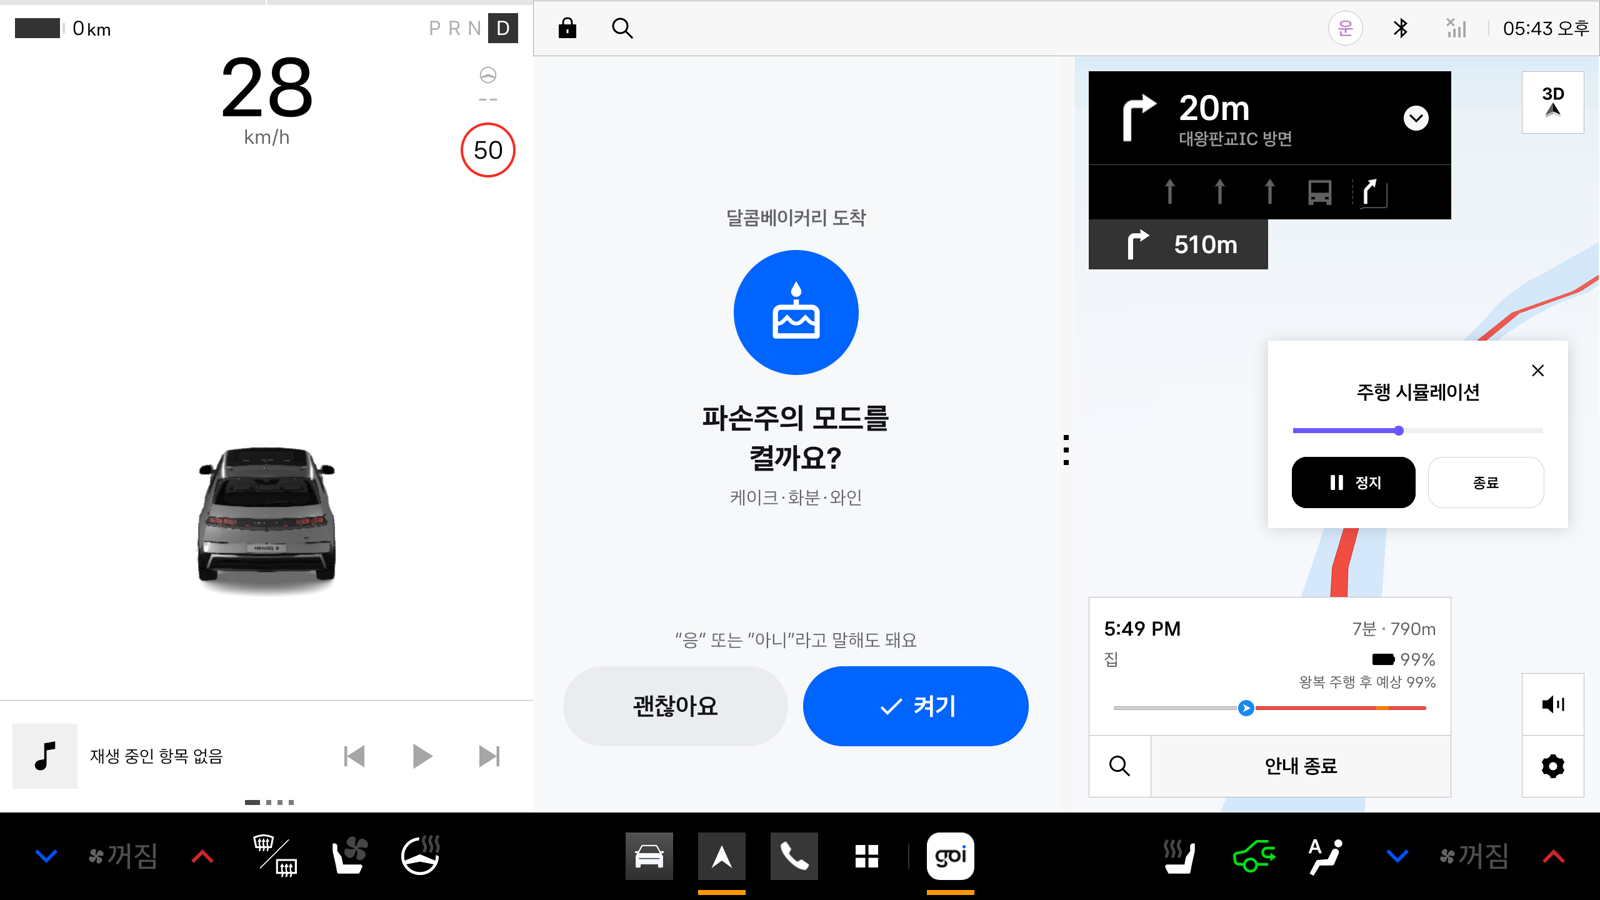 0 km
P R N D
28
km/h
--
50
재생 중인 항목 없음
운
05:43 오후
달콤베이커리 도착
파손주의 모드를
켤까요?
케이크·화분·와인
"응" 또는 "아니"라고 말해도 돼요
괜찮아요
켜기
20m
대왕판교IC 방면
510m
3D
주행 시뮬레이션
정지
종료
5:49 PM
7분 · 790m
집
99%
왕복 주행 후 예상 99%
안내 종료
꺼짐
goi
A
꺼짐